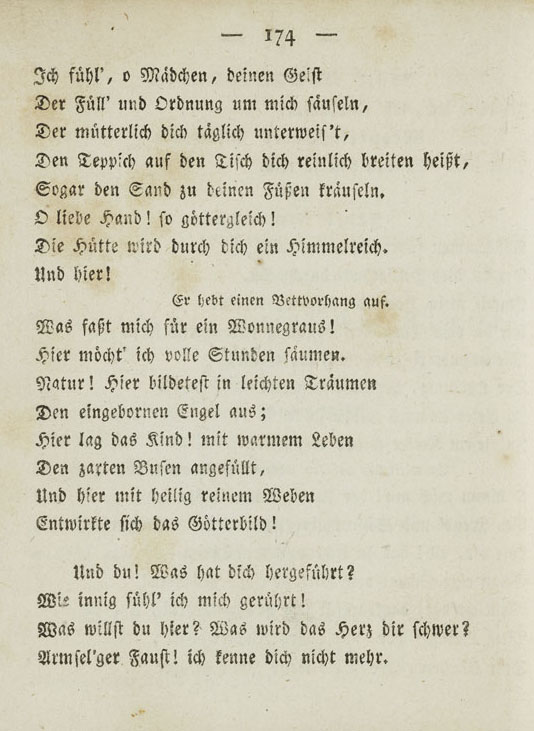 — 174 —
Ich fühl', o Mädchen, deinen Geist
Der Füll' und Ordnung um mich säuseln,
Der mütterlich dich täglich unterweis't,
Den Teppich auf den Tisch dich reinlich breiten heißt,
Sogar den Sand zu deinen Füßen kräuseln.
O liebe Hand! so göttergleich!
Die Hütte wird durch dich ein Himmelreich.
Und hier!
Er hebt einen Bettvorhang auf.
Was faßt mich für ein Wonnegraus!
Hier möcht' ich volle Stunden säumen.
Natur! Hier bildetest in leichten Träumen
Den eingebornen Engel aus;
Hier lag das Kind! mit warmem Leben
Den zarten Busen angefüllt,
Und hier mit heilig reinem Weben
Entwirkte sich das Götterbild!
Und du! Was hat dich hergeführt?
Wie innig fühl' ich mich gerührt!
Was willst du hier? Was wird das Herz dir schwer?
Armsel'ger Faust! ich kenne dich nicht mehr.